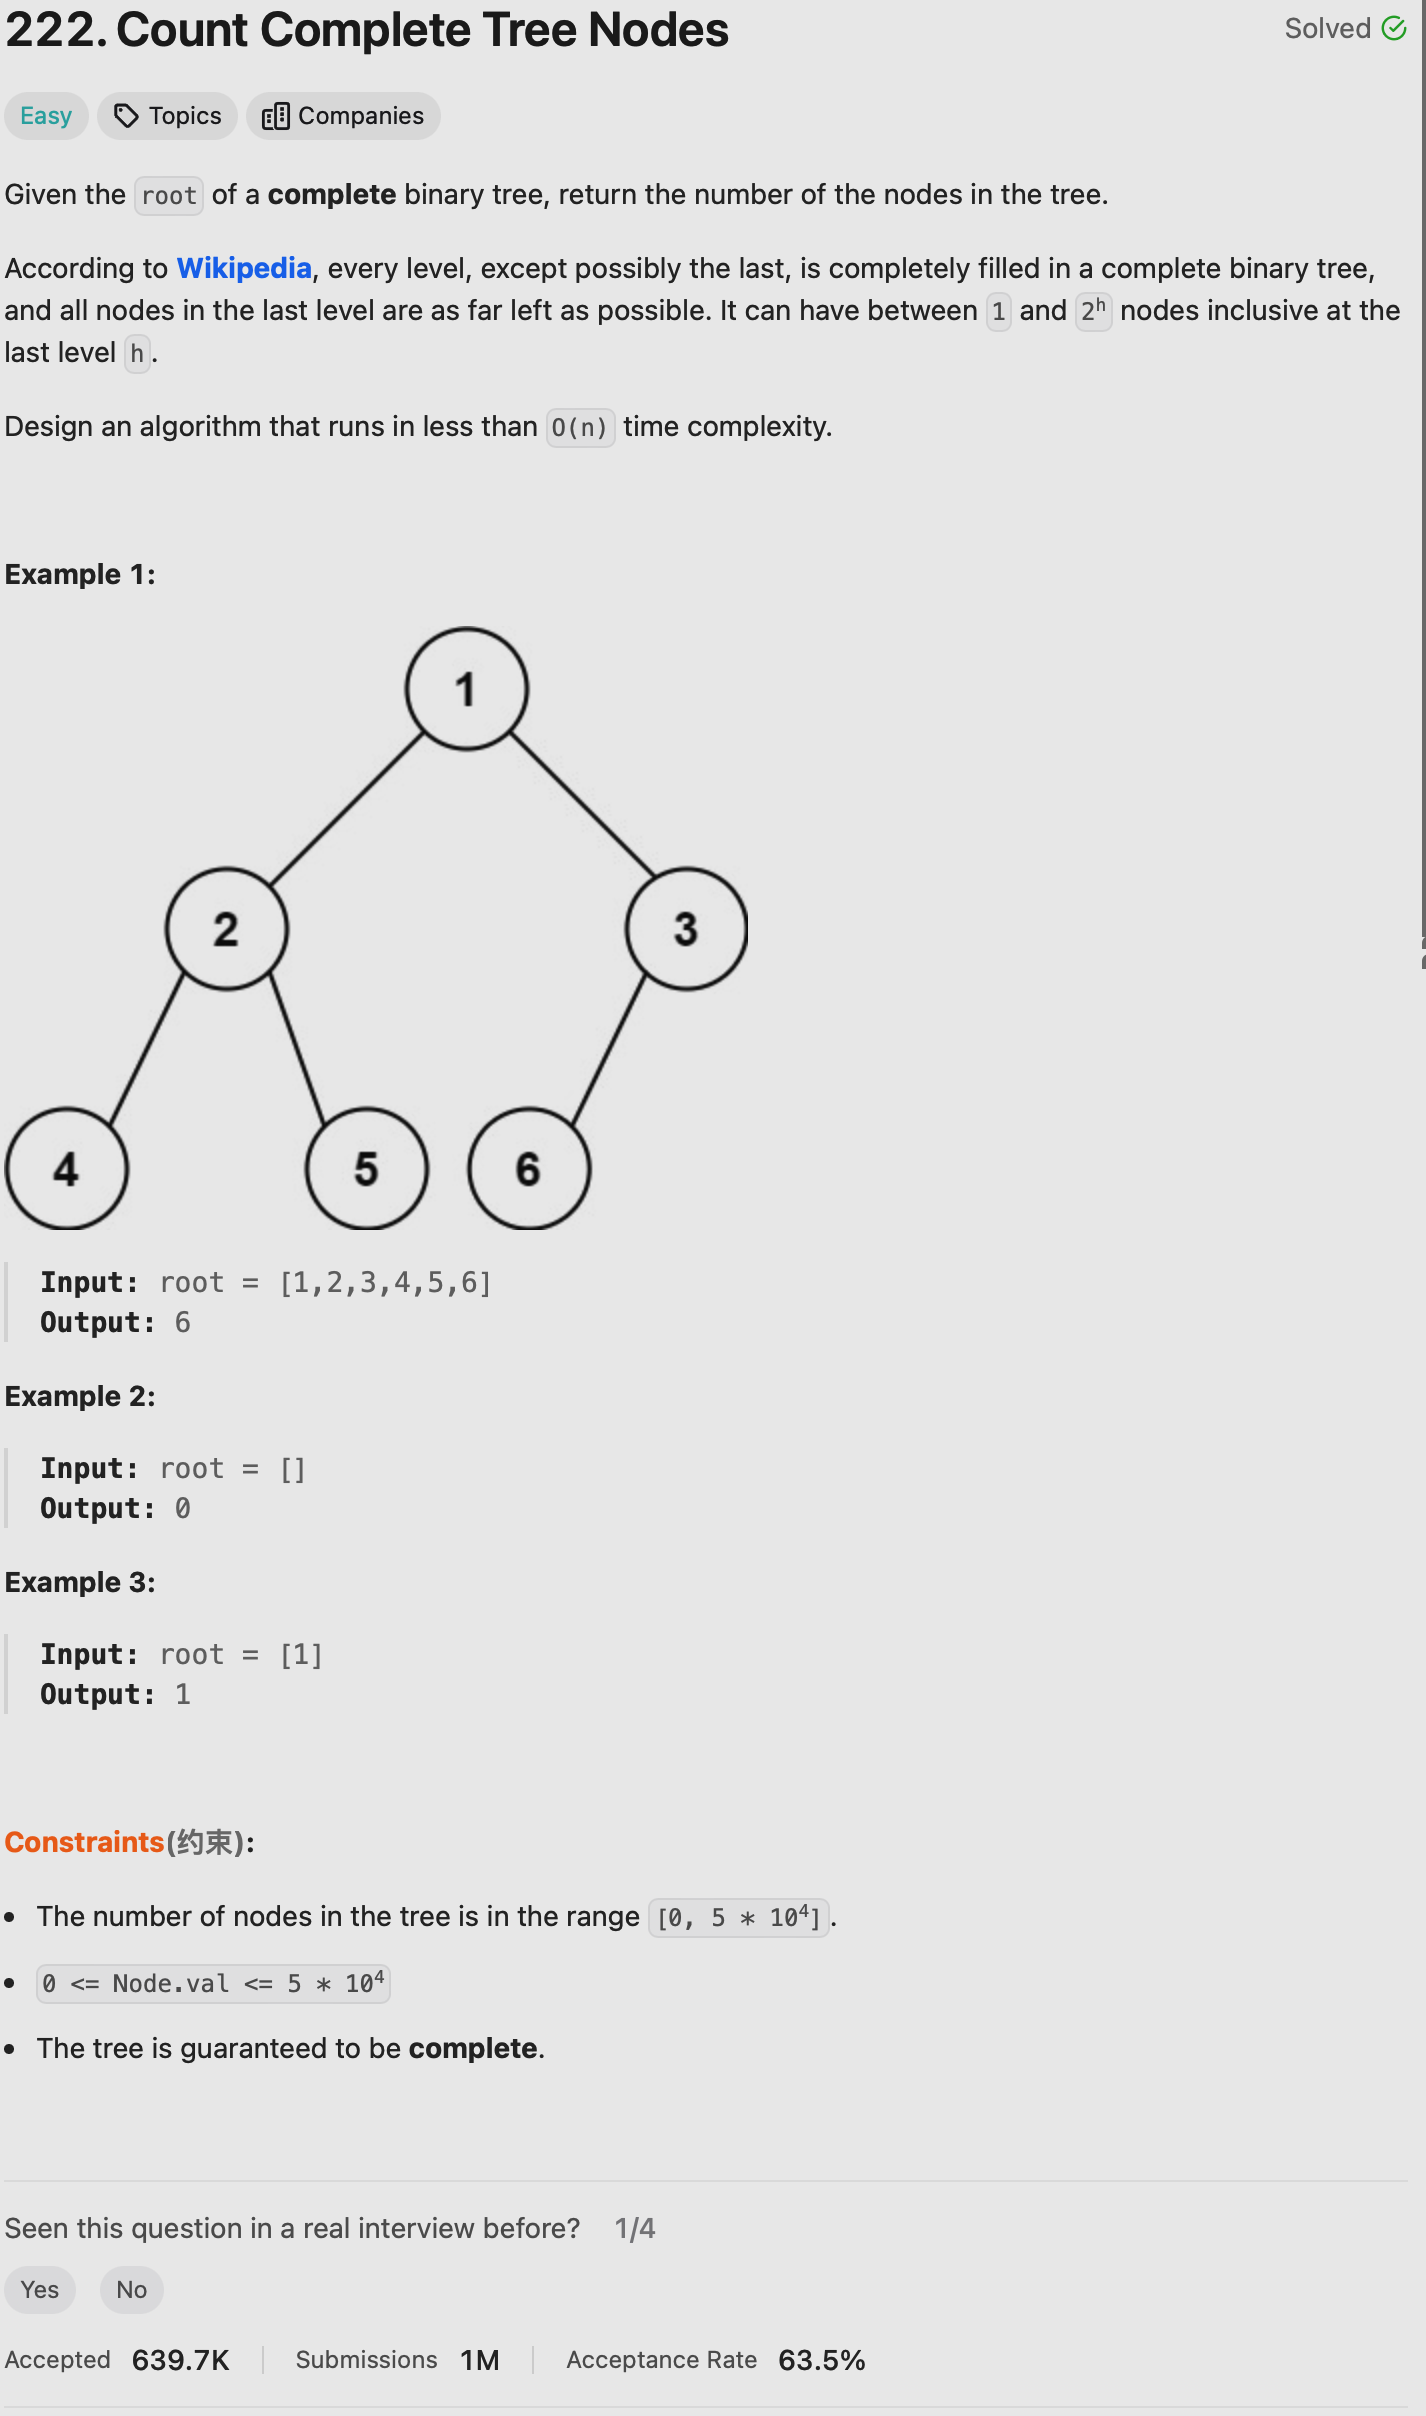 222. Count Complete Tree Nodes
Solved
Easy
Topics
Companies
Given the root of a complete binary tree, return the number of the nodes in the tree.
According to Wikipedia, every level, except possibly the last, is completely filled in a complete binary tree,
and all nodes in the last level are as far left as possible. It can have between 1 and 2ʰ nodes inclusive at the
last level h.
Design an algorithm that runs in less than O(n) time complexity.
Example 1:
1
2
3
4
5
6
Input: root = [1,2,3,4,5,6]
Output: 6
Example 2:
Input: root = []
Output: 0
Example 3:
Input: root = [1]
Output: 1
Constraints(约束):
• The number of nodes in the tree is in the range [0, 5 * 10⁴].
• 0 <= Node.val <= 5 * 10⁴
• The tree is guaranteed to be complete.
Seen this question in a real interview before? 1/4
Yes
No
Accepted 639.7K
Submissions 1M
Acceptance Rate 63.5%